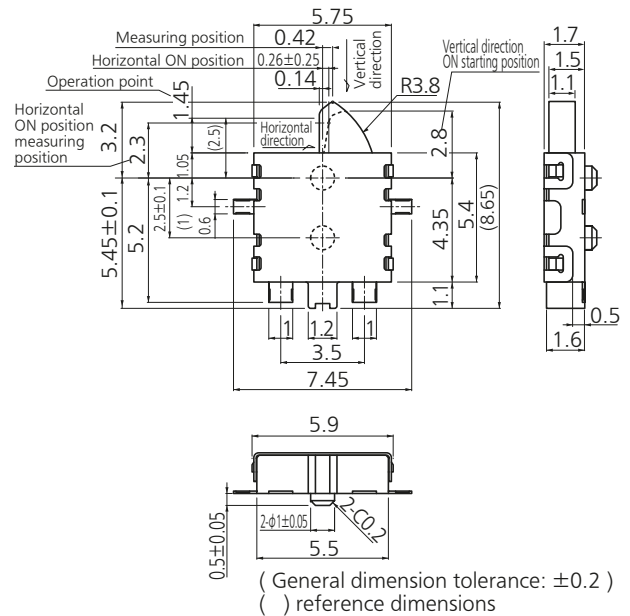 5.75
Measuring position
0.42
Horizontal ON position
0.26±0.25
Operation point
0.14
Vertical
direction
Vertical direction
ON starting position
1.7
1.5
1.1
Horizontal
ON position
measuring
position
3.2
2.3
1.45
(2.5)
1.05
Horizontal
direction
R3.8
2.8
5.45±0.1
5.2
2.5±0.1
(1)
1.2
0.6
4.35
5.4
(8.65)
1.1
1
1.2
1
3.5
7.45
0.5
1.6
5.9
0.5±0.05
2-ϕ1±0.05
2-C0.2
5.5
( General dimension tolerance: ±0.2 )
( ) reference dimensions